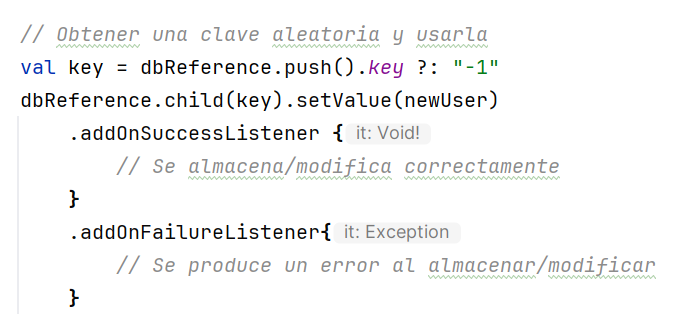 // Obtener una clave aleatoria y usarla
val key = dbReference.push().key ?: "-1"
dbReference.child(key).setValue(newUser)
.addOnSuccessListener { it: Void!
// Se almacena/modifica correctamente
}
.addOnFailureListener{ it: Exception
// Se produce un error al almacenar/modificar
}